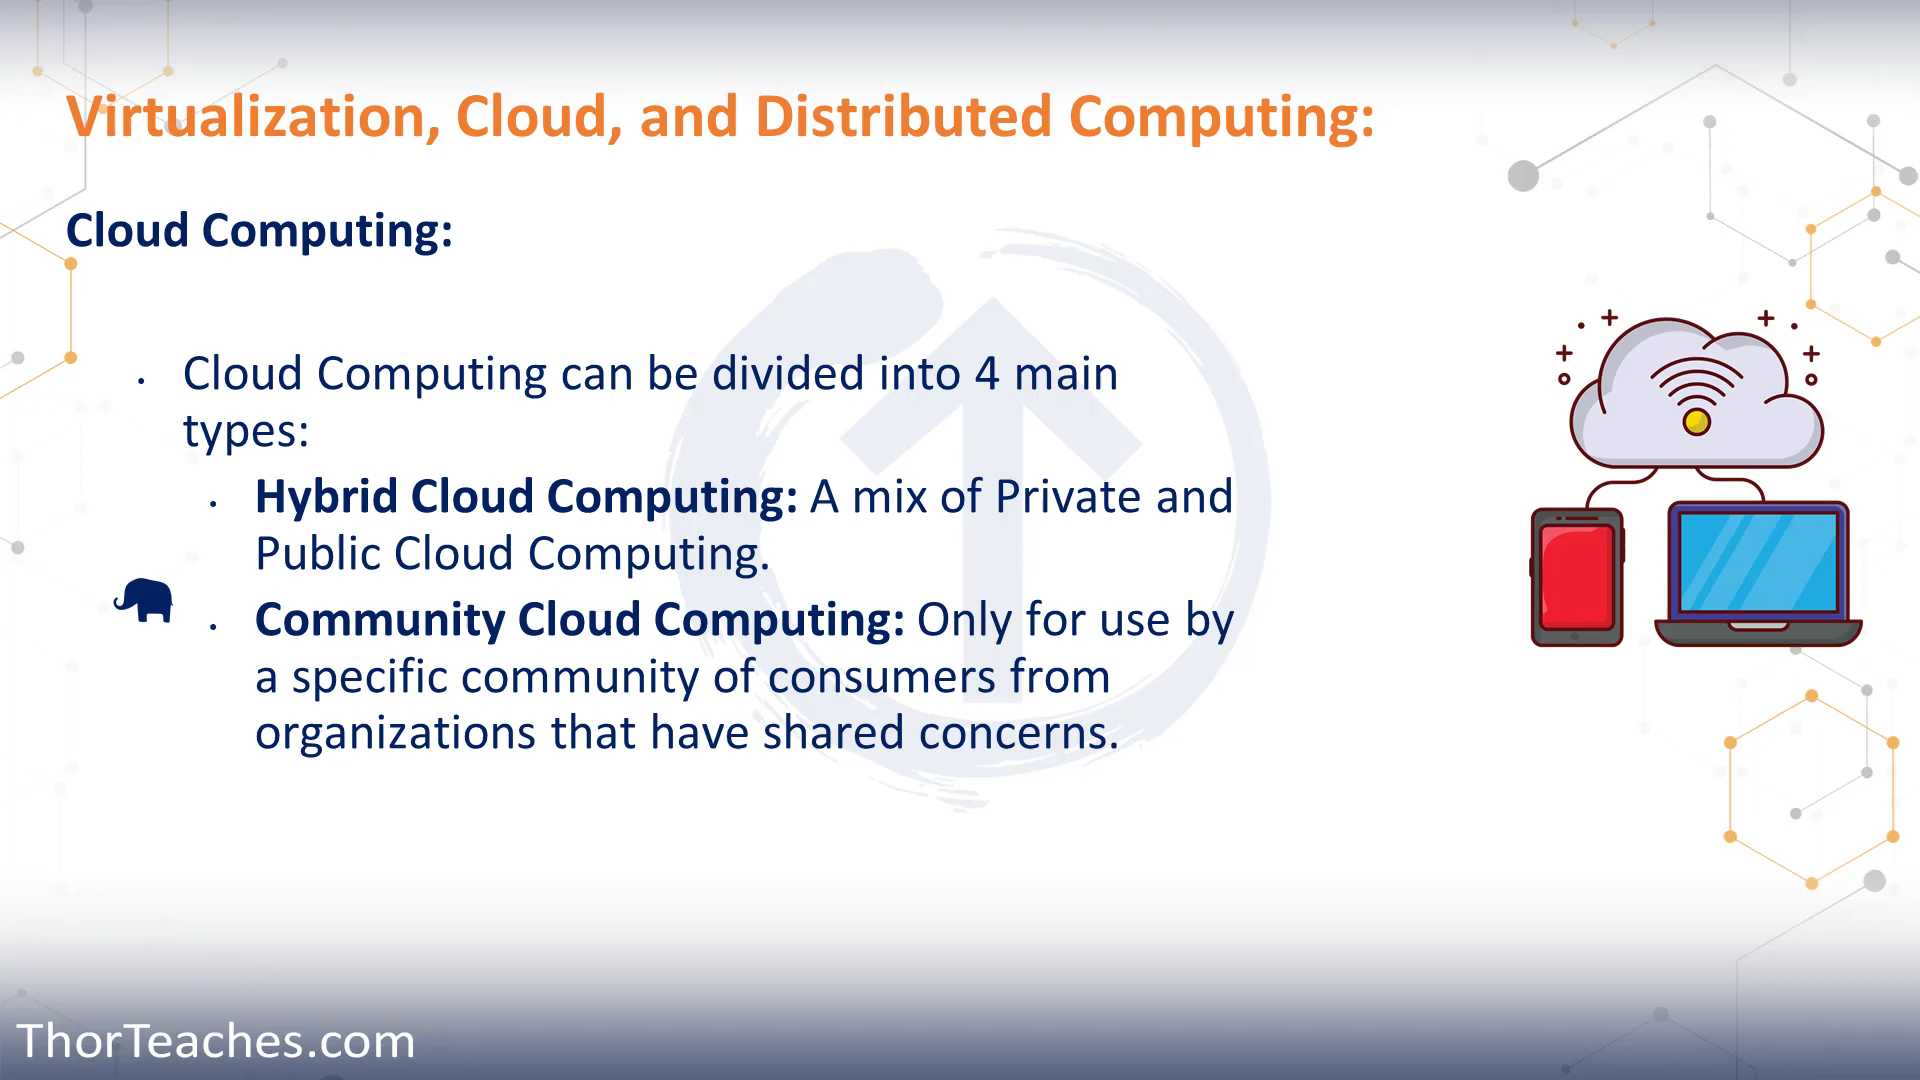 Virtualization, Cloud, and Distributed Computing:
Cloud Computing:
• Cloud Computing can be divided into 4 main
types:
• Hybrid Cloud Computing: A mix of Private and
Public Cloud Computing.
• Community Cloud Computing: Only for use by
a specific community of consumers from
organizations that have shared concerns.
ThorTeaches.com